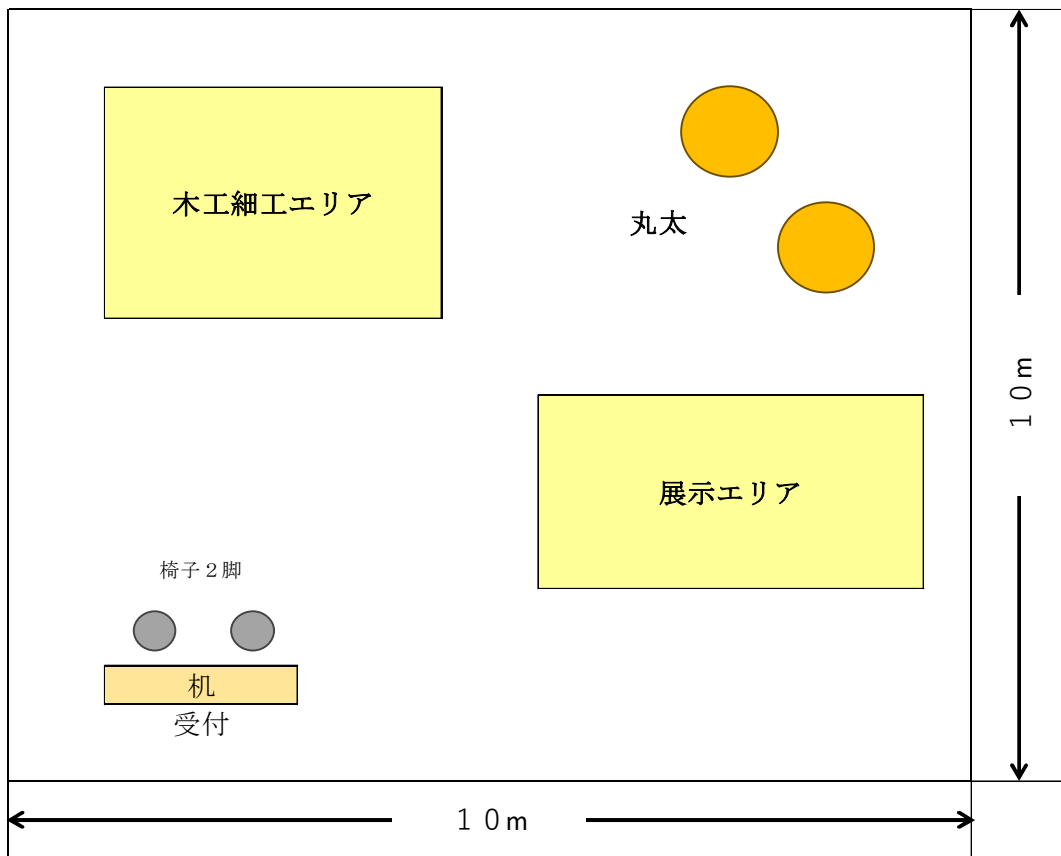 木工細工エリア
丸太
１０ｍ
展示エリア
椅子２脚
机
受付
１０ｍ